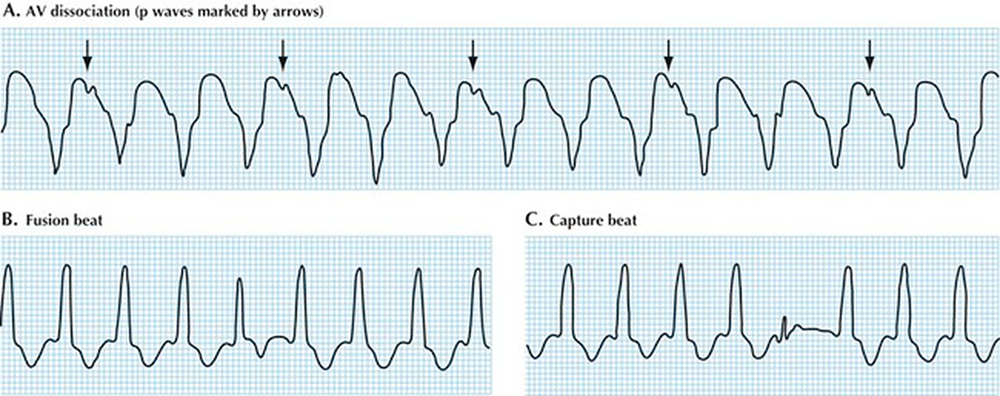 A. AV dissociation (p waves marked by arrows)
B. Fusion beat
C. Capture beat